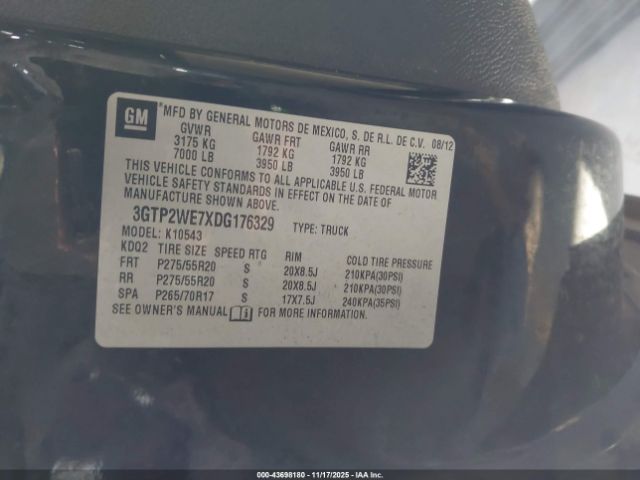 GM
*MFD BY GENERAL MOTORS DE MEXICO, S. DE R.L. DE C.V. 08/12
GVWR GAWR FRT GAWR RR
3175 KG 1792 KG 1792 KG
7000 LB 3950 LB 3950 LB
THIS VEHICLE CONFORMS TO ALL APPLICABLE U.S. FEDERAL MOTOR
VEHICLE SAFETY STANDARDS IN EFFECT ON THE DATE OF
MANUFACTURE SHOWN ABOVE.
3GTP2WE7XDG176329 TYPE: TRUCK
MODEL: K10543
KDQ2 TIRE SIZE SPEED RTG RIM COLD TIRE PRESSURE
FRT P275/55R20 S 20X8.5J 210KPA(30PSI)
RR P275/55R20 S 20X8.5J 210KPA(30PSI)
SPA P265/70R17 S 17X7.5J 240KPA(35PSI)
SEE OWNER'S MANUAL FOR MORE INFORMATION.
000-43698180 - 11/17/2025 - IAAI.COM